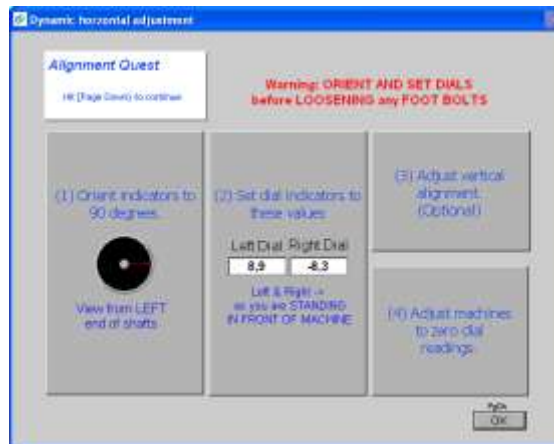 Dynamic horzontal adjustment
Alignment Quest
Hit [Page Down] to continue
Warning: ORIENT AND SET DIALS
before LOOSENING any FOOT BOLTS
(1) Orient indicators to
90 degrees.
View from LEFT
end of shafts
(2) Set dial indicators to
these values
Left Dial Right Dial
8.9 -8.3
Left & Right ->
as you are STANDING
IN FRONT OF MACHINE
(3) Adjust vertical
alignment.
(Optional)
(4) Adjust machines
to zero dial
readings.
PgDn
OK